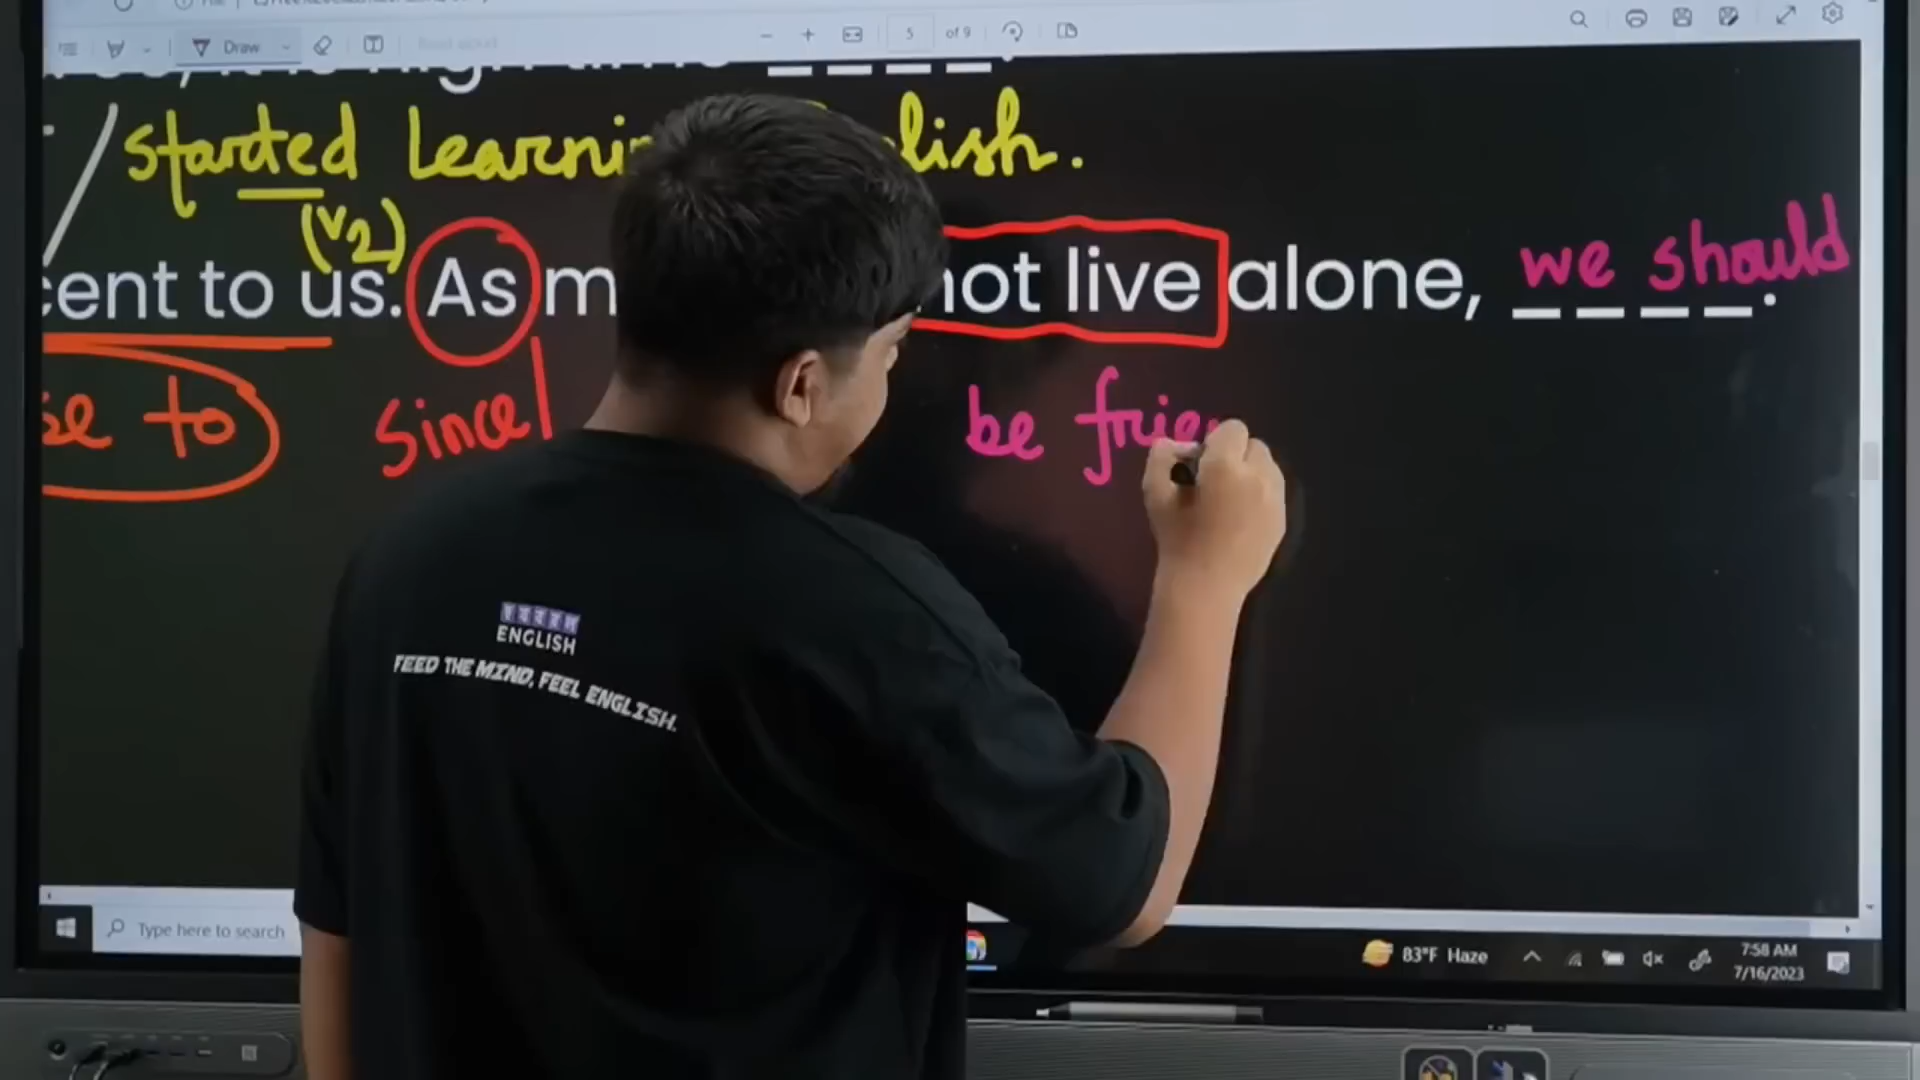 Draw
5 of 9
started learni lish.
(v2)
cent to us. As m not live alone, we should
se to since be frie
ENGLISH
FEED THE MIND, FEEL ENGLISH.
Type here to search
83°F Haze
7:58 AM
7/16/2023